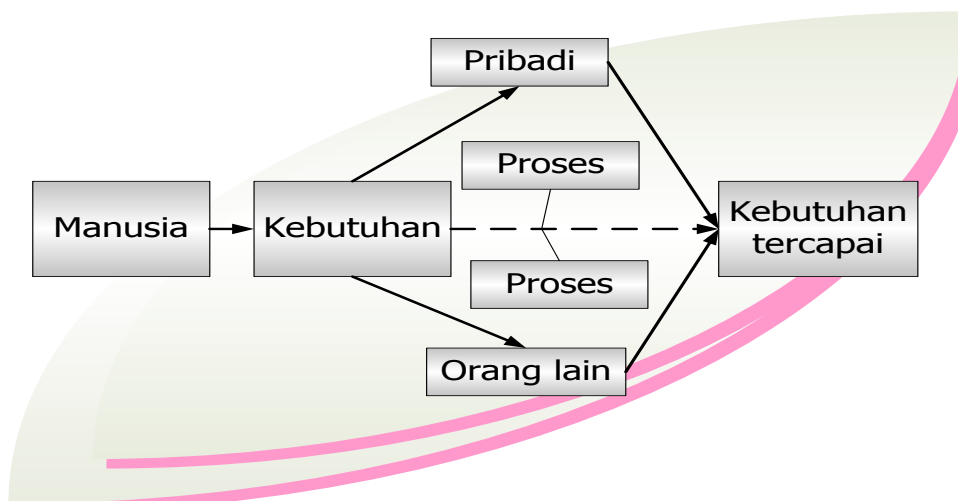 Pribadi
Proses
Manusia
Kebutuhan
Kebutuhan
tercapai
Proses
Orang lain